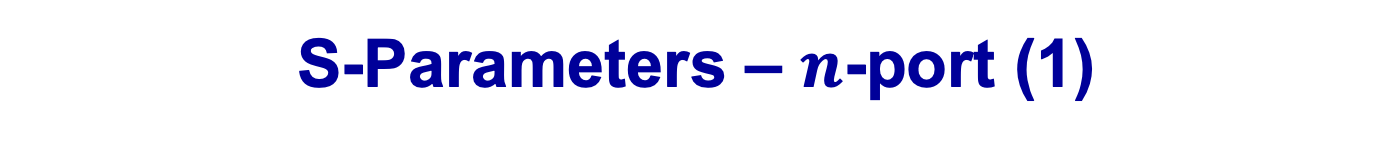 S-Parameters – n-port (1)